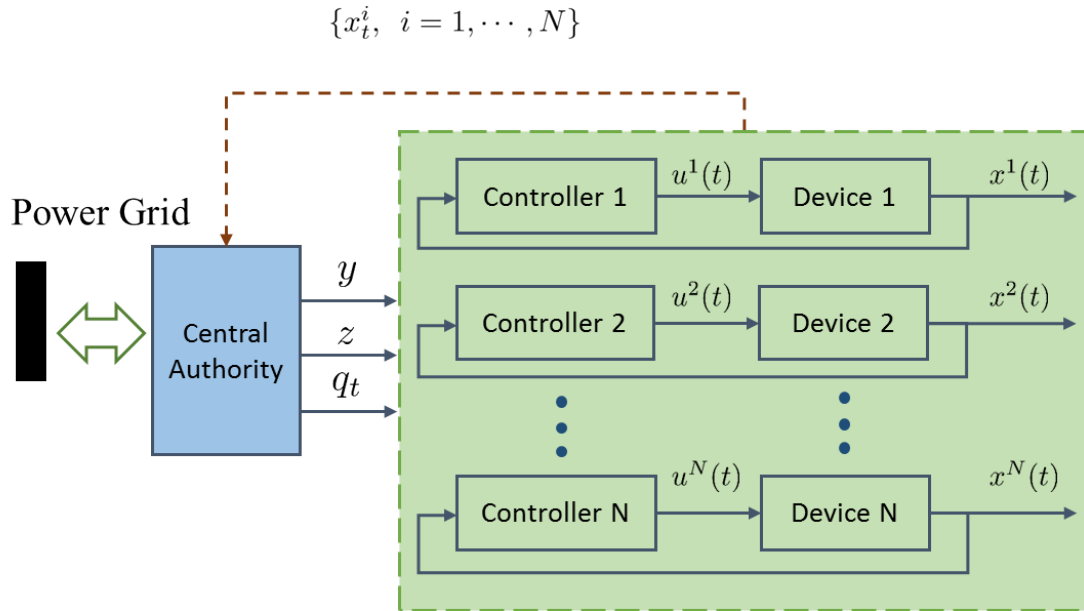 {x_t^i, i = 1, ⋯ , N}
Power Grid
Central
Authority
y
z
q_t
Controller 1
u^1(t)
Device 1
x^1(t)
Controller 2
u^2(t)
Device 2
x^2(t)
Controller N
u^N(t)
Device N
x^N(t)